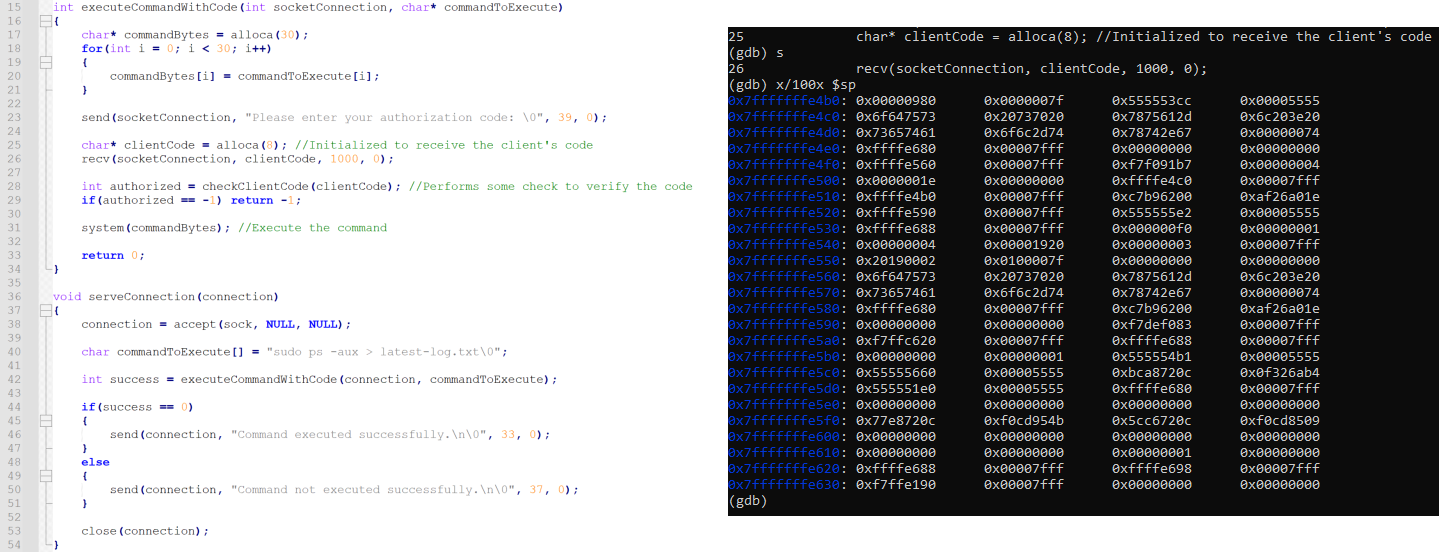 15 int executeCommandWithCode(int socketConnection, char* commandToExecute)
16 {
17 char* commandBytes = alloca(30);
18 for(int i = 0; i < 30; i++)
19 {
20 commandBytes[i] = commandToExecute[i];
21 }
22
23 send(socketConnection, "Please enter your authorization code: \0", 39, 0);
24
25 char* clientCode = alloca(8); //Initialized to receive the client's code
26 recv(socketConnection, clientCode, 1000, 0);
27
28 int authorized = checkClientCode(clientCode); //Performs some check to verify the code
29 if(authorized == -1) return -1;
30
31 system(commandBytes); //Execute the command
32
33 return 0;
34 }
35
36 void serveConnection(connection)
37 {
38 connection = accept(sock, NULL, NULL);
39
40 char commandToExecute[] = "sudo ps -aux > latest-log.txt\0";
41
42 int success = executeCommandWithCode(connection, commandToExecute);
43
44 if(success == 0)
45 {
46 send(connection, "Command executed successfully.\n\0", 33, 0);
47 }
48 else
49 {
50 send(connection, "Command not executed successfully.\n\0", 37, 0);
51 }
52
53 close(connection);
54 }
25 char* clientCode = alloca(8); //Initialized to receive the client's code
(gdb) s
26 recv(socketConnection, clientCode, 1000, 0);
(gdb) x/100x $sp
0x7fffffffe4b0: 0x00000980 0x0000007f 0x555553cc 0x00005555
0x7fffffffe4c0: 0x6f647573 0x20737020 0x7875612d 0x6c203e20
0x7fffffffe4d0: 0x73657461 0x6f6c2d74 0x78742e67 0x00000074
0x7fffffffe4e0: 0xffffe680 0x00007fff 0x00000000 0x00000000
0x7fffffffe4f0: 0xffffe560 0x00007fff 0xf7f091b7 0x00000004
0x7fffffffe500: 0x0000001e 0x00000000 0xffffe4c0 0x00007fff
0x7fffffffe510: 0xffffe4b0 0x00007fff 0xc7b96200 0xaf26a01e
0x7fffffffe520: 0xffffe590 0x00007fff 0x555555e2 0x00005555
0x7fffffffe530: 0xffffe688 0x00007fff 0x000000f0 0x00000001
0x7fffffffe540: 0x00000004 0x00001920 0x00000003 0x00007fff
0x7fffffffe550: 0x20190002 0x0100007f 0x00000000 0x00000000
0x7fffffffe560: 0x6f647573 0x20737020 0x7875612d 0x6c203e20
0x7fffffffe570: 0x73657461 0x6f6c2d74 0x78742e67 0x00000074
0x7fffffffe580: 0xffffe680 0x00007fff 0xc7b96200 0xaf26a01e
0x7fffffffe590: 0x00000000 0x00000000 0xf7def083 0x00007fff
0x7fffffffe5a0: 0xf7ffc620 0x00007fff 0xffffe688 0x00007fff
0x7fffffffe5b0: 0x00000000 0x00000001 0x555554b1 0x00005555
0x7fffffffe5c0: 0x55555660 0x00005555 0xbca8720c 0x0f326ab4
0x7fffffffe5d0: 0x555551e0 0x00005555 0xffffe680 0x00007fff
0x7fffffffe5e0: 0x00000000 0x00000000 0x00000000 0x00000000
0x7fffffffe5f0: 0x77e8720c 0xf0cd954b 0x5cc6720c 0xf0cd8509
0x7fffffffe600: 0x00000000 0x00000000 0x00000000 0x00000000
0x7fffffffe610: 0x00000000 0x00000000 0x00000001 0x00000000
0x7fffffffe620: 0xffffe688 0x00007fff 0xffffe698 0x00007fff
0x7fffffffe630: 0xf7ffe190 0x00007fff 0x00000000 0x00000000
(gdb)